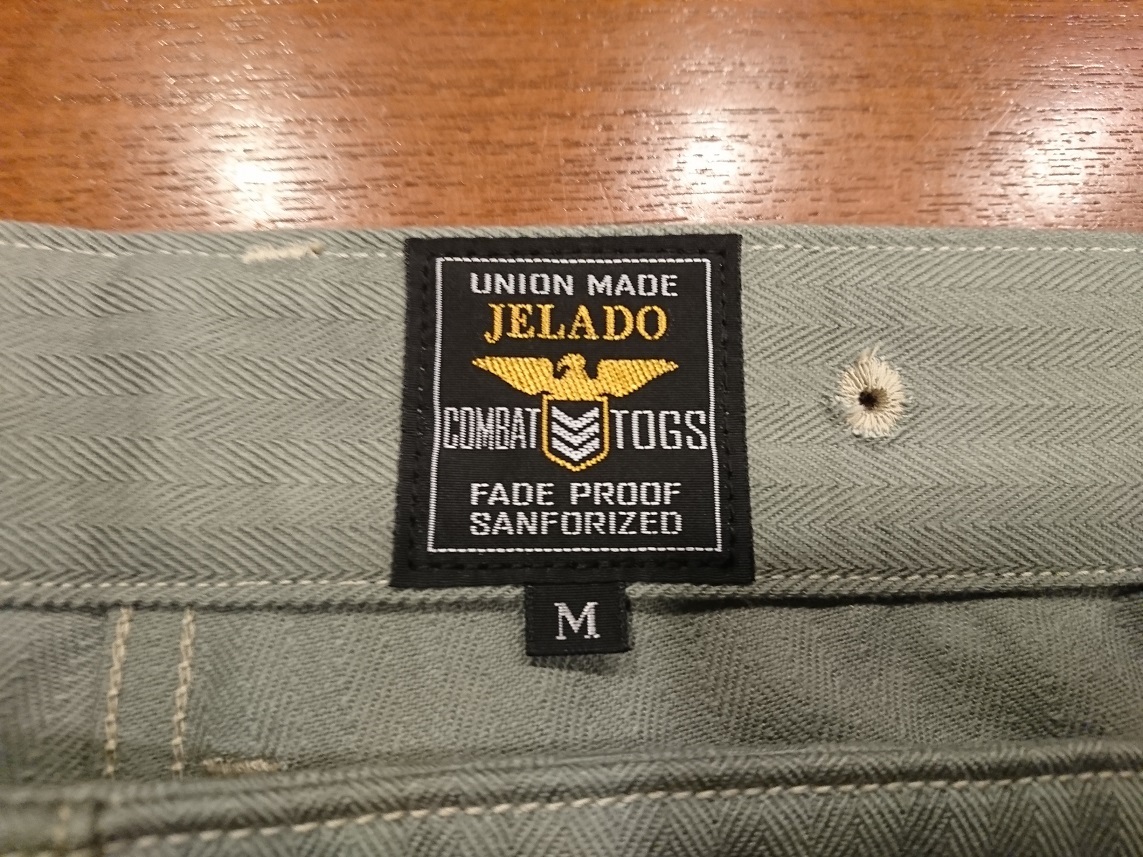 UNION MADE
JELADO
COMBAT TOGS
FADE PROOF
SANFORIZED
M